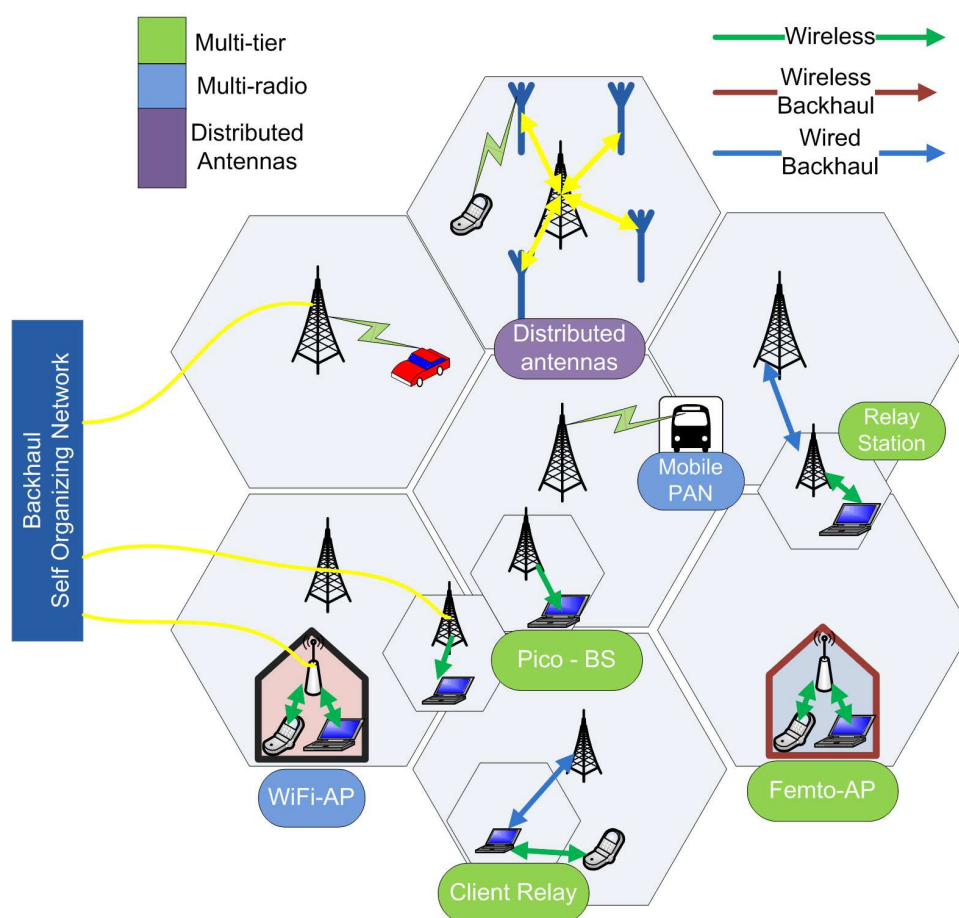 Multi-tier
Multi-radio
Distributed
Antennas
Wireless
Wireless
Backhaul
Wired
Backhaul
Distributed
antennas
Relay
Station
Mobile
PAN
Backhaul
Self Organizing Network
Pico - BS
WiFi-AP
Femto-AP
Client Relay